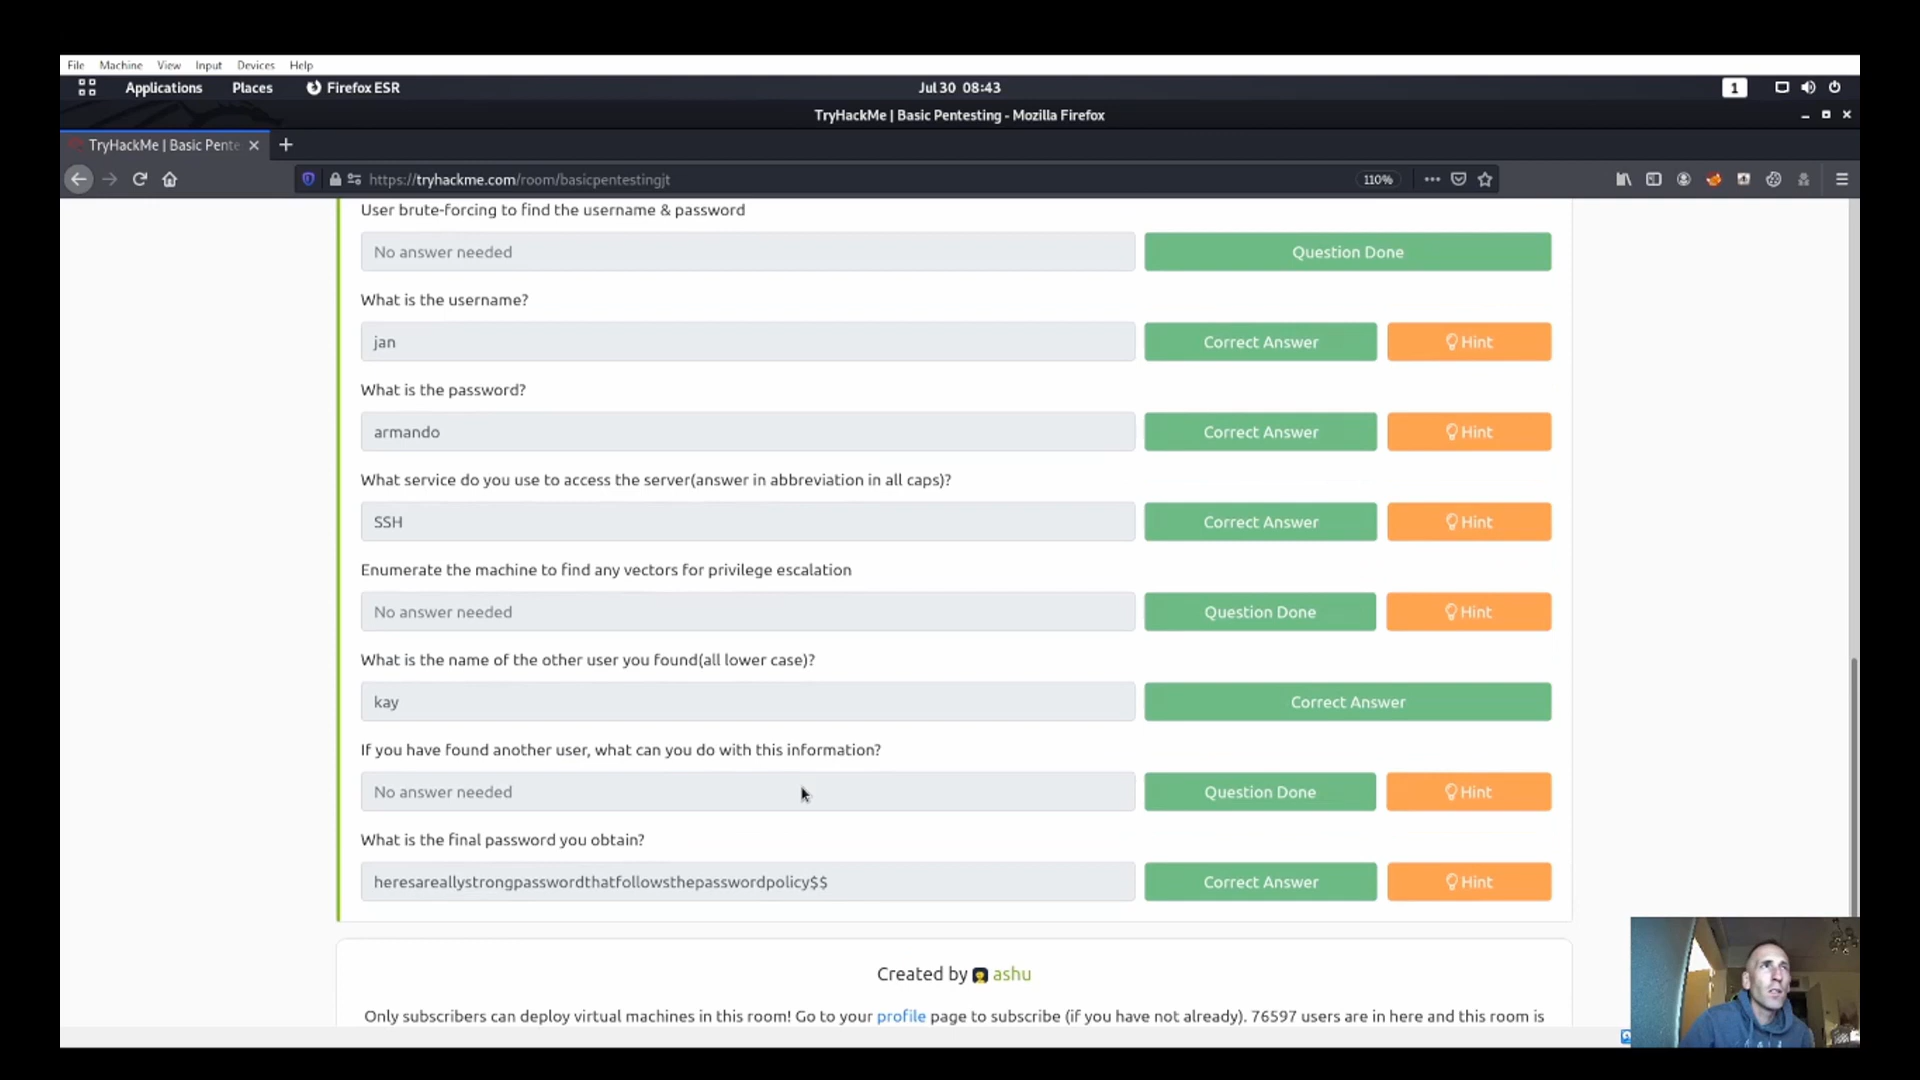 File Machine View Input Devices Help
Applications Places Firefox ESR Jul 30 08:43 1
TryHackMe | Basic Pentesting - Mozilla Firefox
TryHackMe | Basic Pente
https://tryhackme.com/room/basicpentestingjt 110%
User brute-forcing to find the username & password
No answer needed Question Done
What is the username?
jan Correct Answer Hint
What is the password?
armando Correct Answer Hint
What service do you use to access the server(answer in abbreviation in all caps)?
SSH Correct Answer Hint
Enumerate the machine to find any vectors for privilege escalation
No answer needed Question Done Hint
What is the name of the other user you found(all lower case)?
kay Correct Answer
If you have found another user, what can you do with this information?
No answer needed Question Done Hint
What is the final password you obtain?
heresareallystrongpasswordthatfollowsthepasswordpolicy$$ Correct Answer Hint
Created by ashu
Only subscribers can deploy virtual machines in this room! Go to your profile page to subscribe (if you have not already). 76597 users are in here and this room is